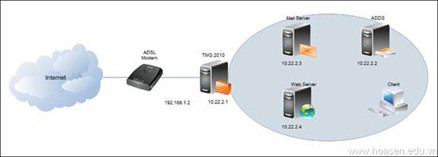 Mail Server
ADDS
ADSL
Modem
TMG 2010
Internet
10.22.2.3
10.22.2.2
Web Server
Client
192.168.1.2
10.22.2.1
10.22.2.4
www.hoasen.edu.vn